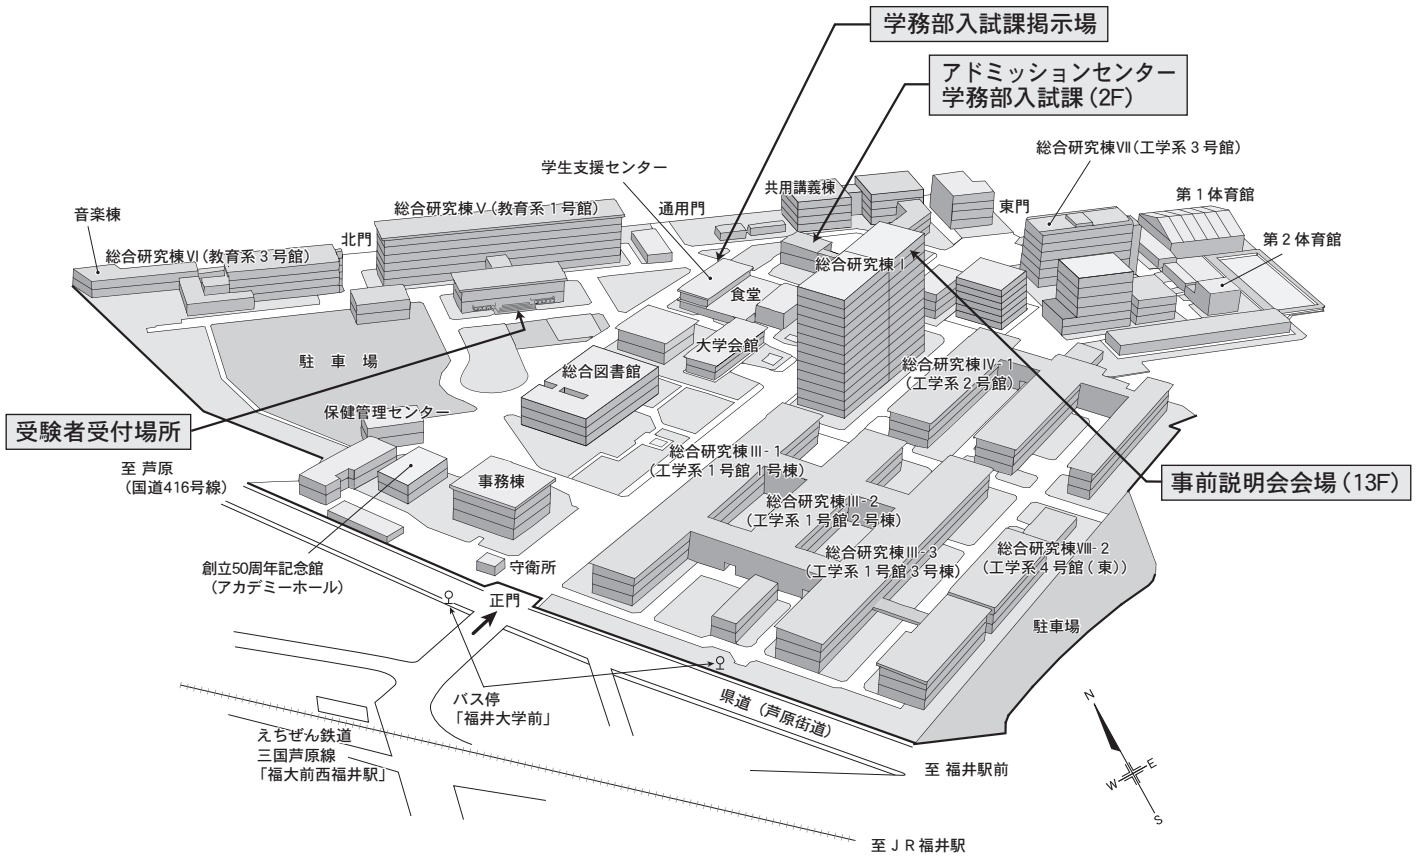 学務部入試課掲示場
アドミッションセンター
学務部入試課(2F)
総合研究棟Ⅶ(工学系3号館)
学生支援センター
共用講義棟
第1体育館
音楽棟
総合研究棟Ⅴ(教育系1号館)
通用門
東門
北門
第2体育館
総合研究棟Ⅵ(教育系3号館)
総合研究棟Ⅰ
食堂
大学会館
駐車場
総合図書館
総合研究棟Ⅳ-1
(工学系2号館)
保健管理センター
受験者受付場所
総合研究棟Ⅲ-1
(工学系1号館1号棟)
至 芦原
(国道416号線)
事務棟
事前説明会会場(13F)
総合研究棟Ⅲ-2
(工学系1号館2号棟)
総合研究棟Ⅲ-3
(工学系1号館3号棟)
総合研究棟Ⅷ-2
(工学系4号館(東))
創立50周年記念館
(アカデミーホール)
守衛所
正門
駐車場
バス停
「福井大学前」
県道(芦原街道)
えちぜん鉄道
三国芦原線
「福大前西福井駅」
至 福井駅前
N
E
W
S
至JR福井駅